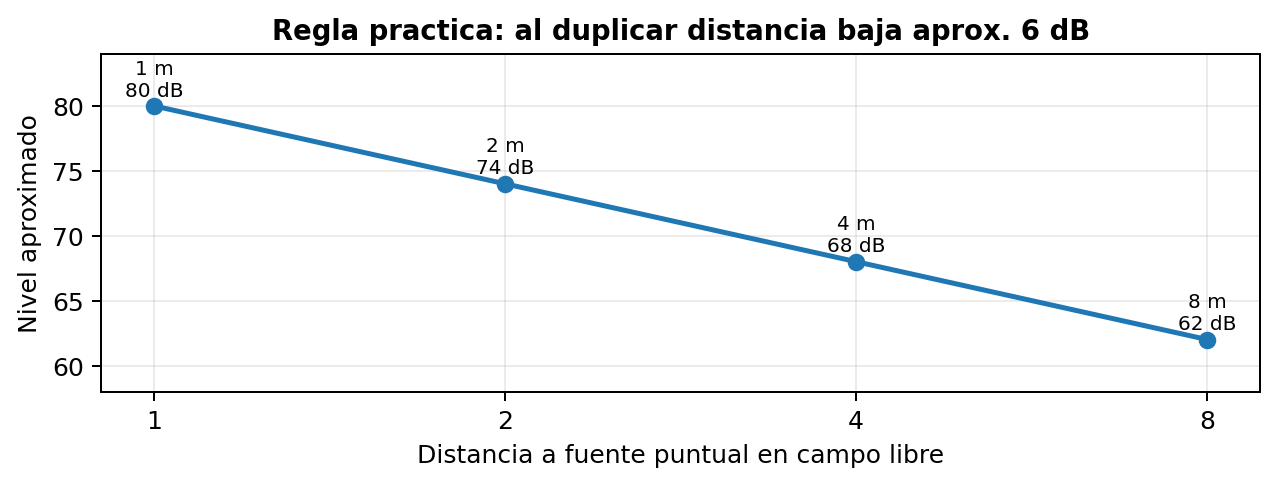 Regla practica: al duplicar distancia baja aprox. 6 dB
Nivel aproximado
80
75
70
65
60
1 m
80 dB
2 m
74 dB
4 m
68 dB
8 m
62 dB
1
2
4
8
Distancia a fuente puntual en campo libre